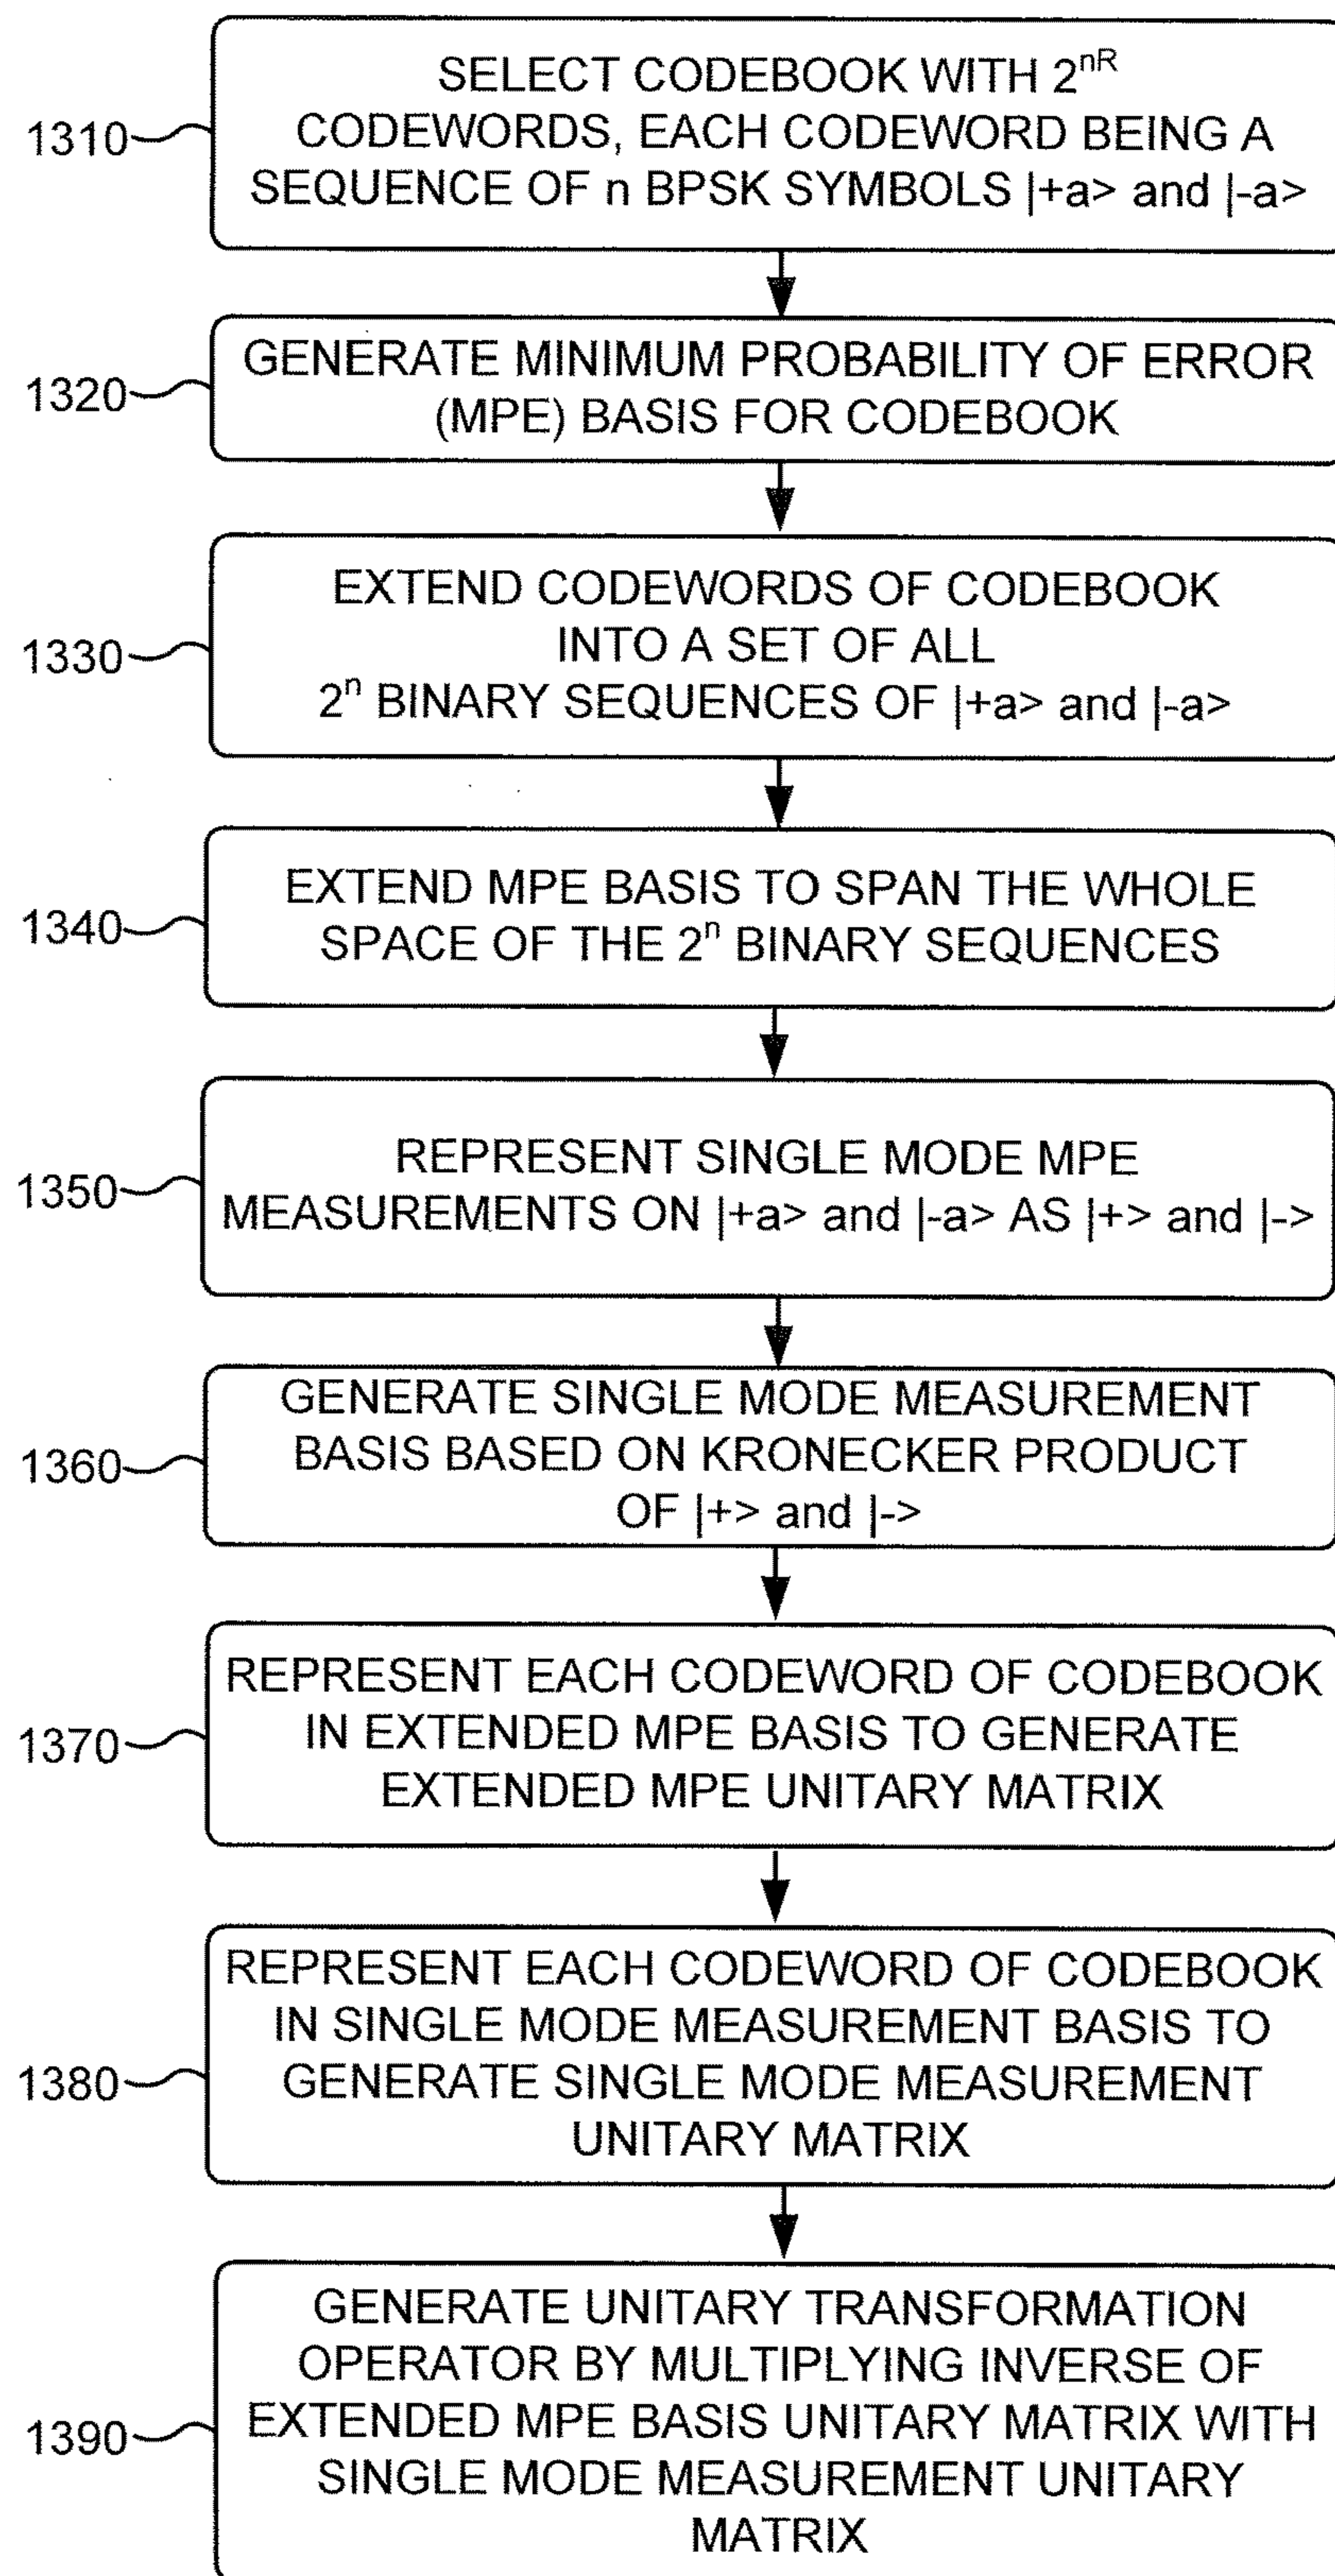 SELECT CODEBOOK WITH 2^nR
1310
CODEWORDS, EACH CODEWORD BEING A
SEQUENCE OF n BPSK SYMBOLS |+a> and |-a>
GENERATE MINIMUM PROBABILITY OF ERROR
1320
(MPE) BASIS FOR CODEBOOK
EXTEND CODEWORDS OF CODEBOOK
1330
INTO A SET OF ALL
2^n BINARY SEQUENCES OF |+a> and |-a>
EXTEND MPE BASIS TO SPAN THE WHOLE
1340
SPACE OF THE 2^n BINARY SEQUENCES
REPRESENT SINGLE MODE MPE
1350
MEASUREMENTS ON |+a> and |-a> AS |+> and |->
GENERATE SINGLE MODE MEASUREMENT
1360
BASIS BASED ON KRONECKER PRODUCT
OF |+> and |->
REPRESENT EACH CODEWORD OF CODEBOOK
1370
IN EXTENDED MPE BASIS TO GENERATE
EXTENDED MPE UNITARY MATRIX
REPRESENT EACH CODEWORD OF CODEBOOK
IN SINGLE MODE MEASUREMENT BASIS TO
1380
GENERATE SINGLE MODE MEASUREMENT
UNITARY MATRIX
GENERATE UNITARY TRANSFORMATION
OPERATOR BY MULTIPLYING INVERSE OF
1390
EXTENDED MPE BASIS UNITARY MATRIX WITH
SINGLE MODE MEASUREMENT UNITARY
MATRIX